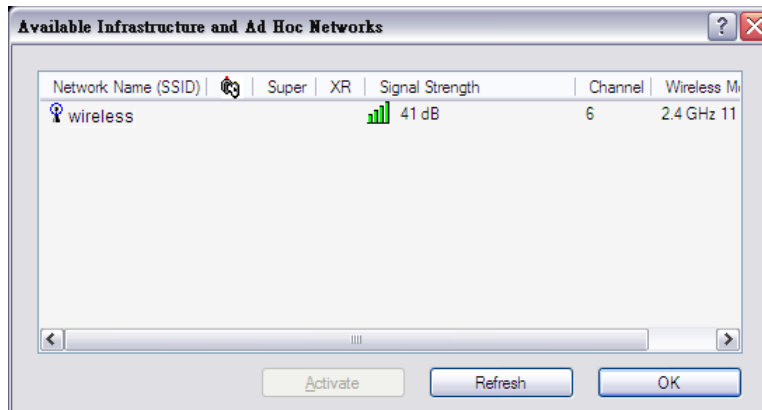 Available Infrastructure and Ad Hoc Networks
Network Name (SSID) Super XR Signal Strength Channel Wireless M
wireless 41 dB 6 2.4 GHz 11
Activate Refresh OK